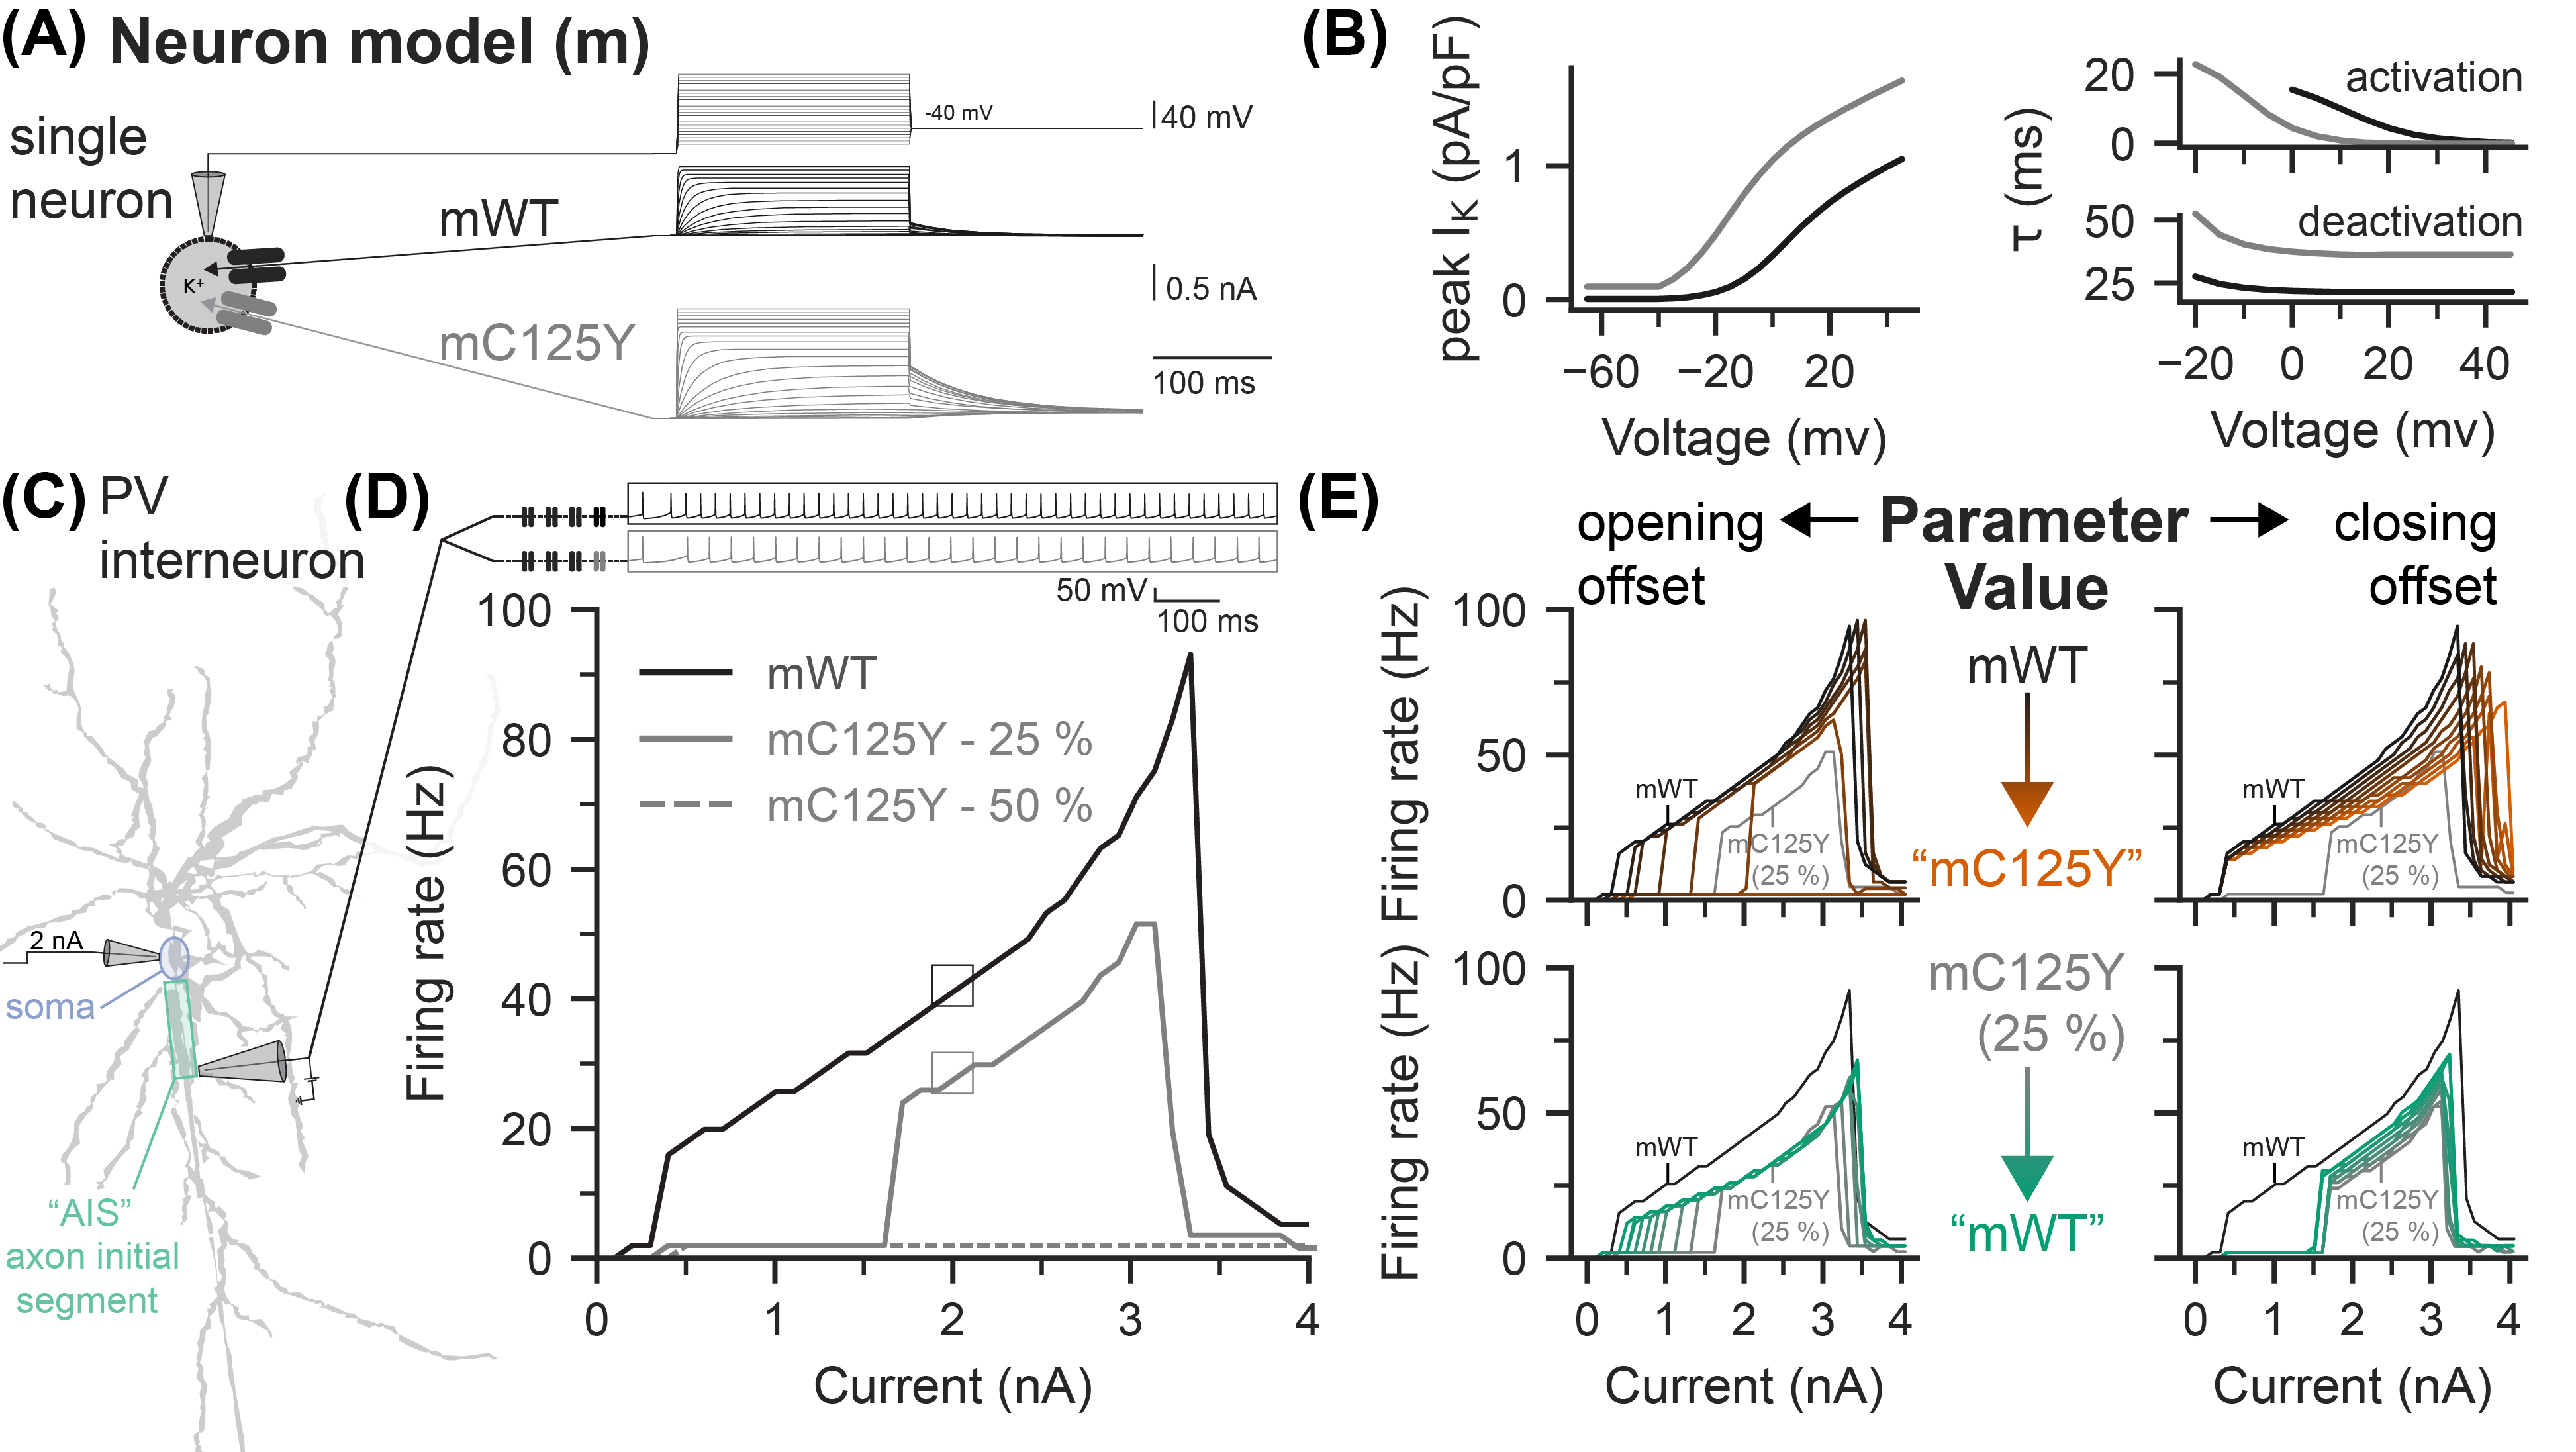 (A) Neuron model (m)
single
neuron
K+
mWT
mC125Y
-40 mV
40 mV
0.5 nA
100 ms
(B)
peak IK (pA/pF)
1
0
−60 −20 20
Voltage (mv)
τ (ms)
20
0
activation
50
25
deactivation
−20 0 20 40
Voltage (mv)
(C) PV
interneuron
2 nA
soma
“AIS”
axon initial
segment
(D)
50 mV
100 ms
Firing rate (Hz)
100
80
60
40
20
0
mWT
mC125Y - 25 %
mC125Y - 50 %
0 1 2 3 4
Current (nA)
(E)
opening
offset
Parameter
Value
closing
offset
Firing rate (Hz)
100
50
0
mWT
mC125Y
(25 %)
mWT
“mC125Y”
mWT
mC125Y
(25 %)
Firing rate (Hz)
100
50
0
mWT
mC125Y
(25 %)
0 1 2 3 4
Current (nA)
mC125Y
(25 %)
“mWT”
mWT
mC125Y
(25 %)
0 1 2 3 4
Current (nA)